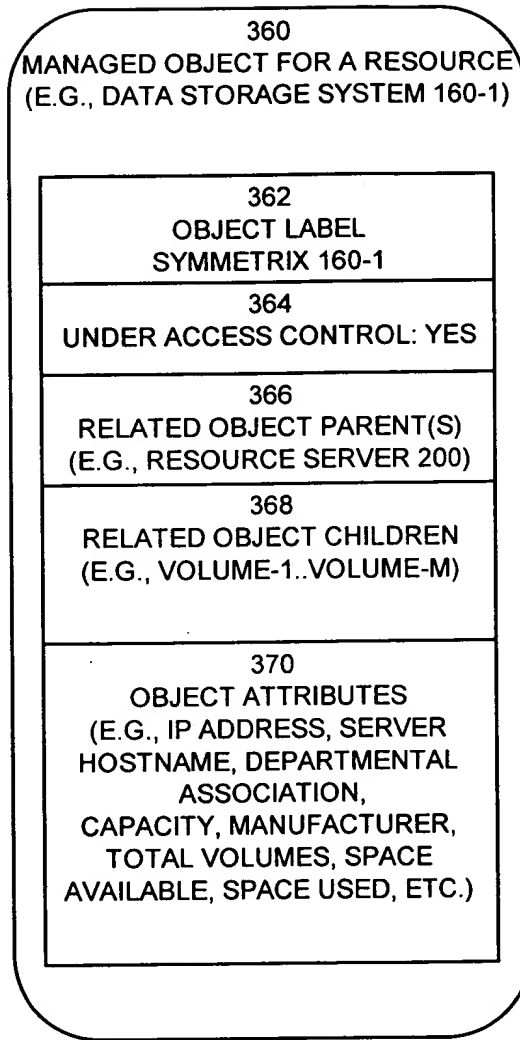 360
MANAGED OBJECT FOR A RESOURCE
(E.G., DATA STORAGE SYSTEM 160-1)
362
OBJECT LABEL
SYMMETRIX 160-1
364
UNDER ACCESS CONTROL: YES
366
RELATED OBJECT PARENT(S)
(E.G., RESOURCE SERVER 200)
368
RELATED OBJECT CHILDREN
(E.G., VOLUME-1..VOLUME-M)
370
OBJECT ATTRIBUTES
(E.G., IP ADDRESS, SERVER
HOSTNAME, DEPARTMENTAL
ASSOCIATION,
CAPACITY, MANUFACTURER,
TOTAL VOLUMES, SPACE
AVAILABLE, SPACE USED, ETC.)